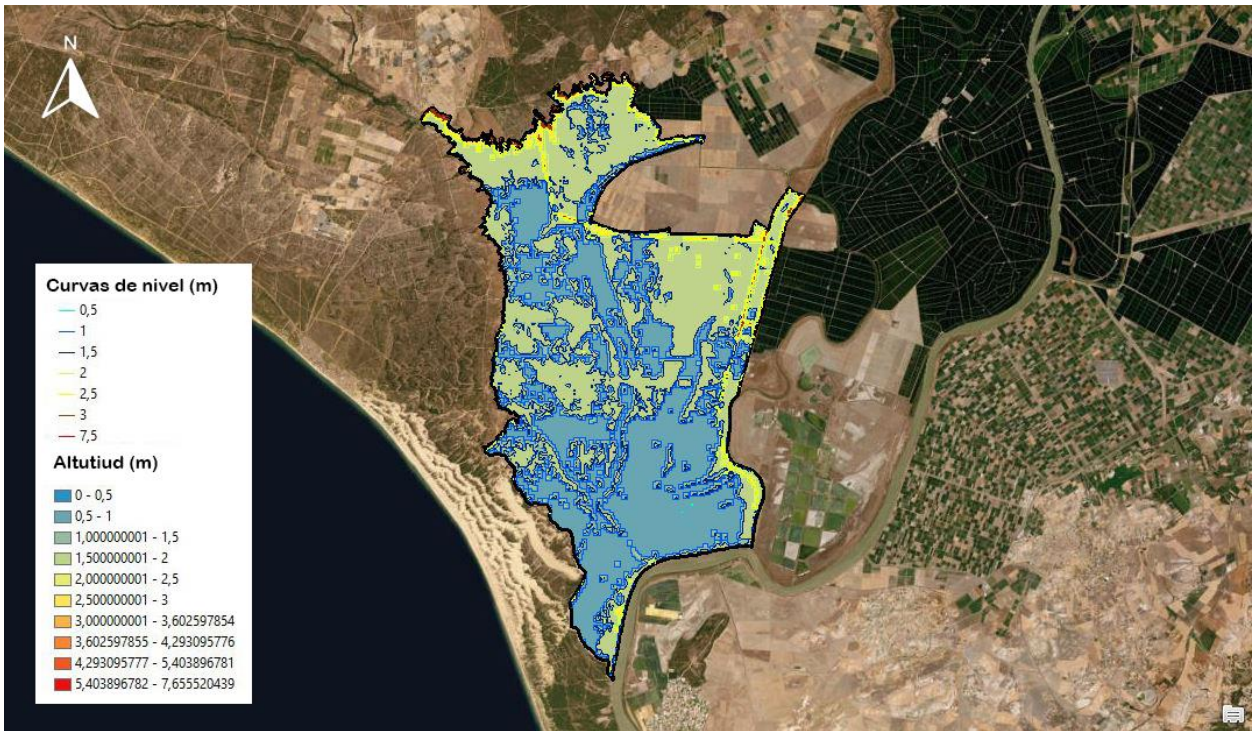 N
Curvas de nivel (m)
0,5
1
1,5
2
2,5
3
7,5
Altutiud (m)
0 - 0,5
0,5 - 1
1,000000001 - 1,5
1,500000001 - 2
2,000000001 - 2,5
2,500000001 - 3
3,000000001 - 3,602597854
3,602597855 - 4,293095776
4,293095777 - 5,403896781
5,403896782 - 7,655520439